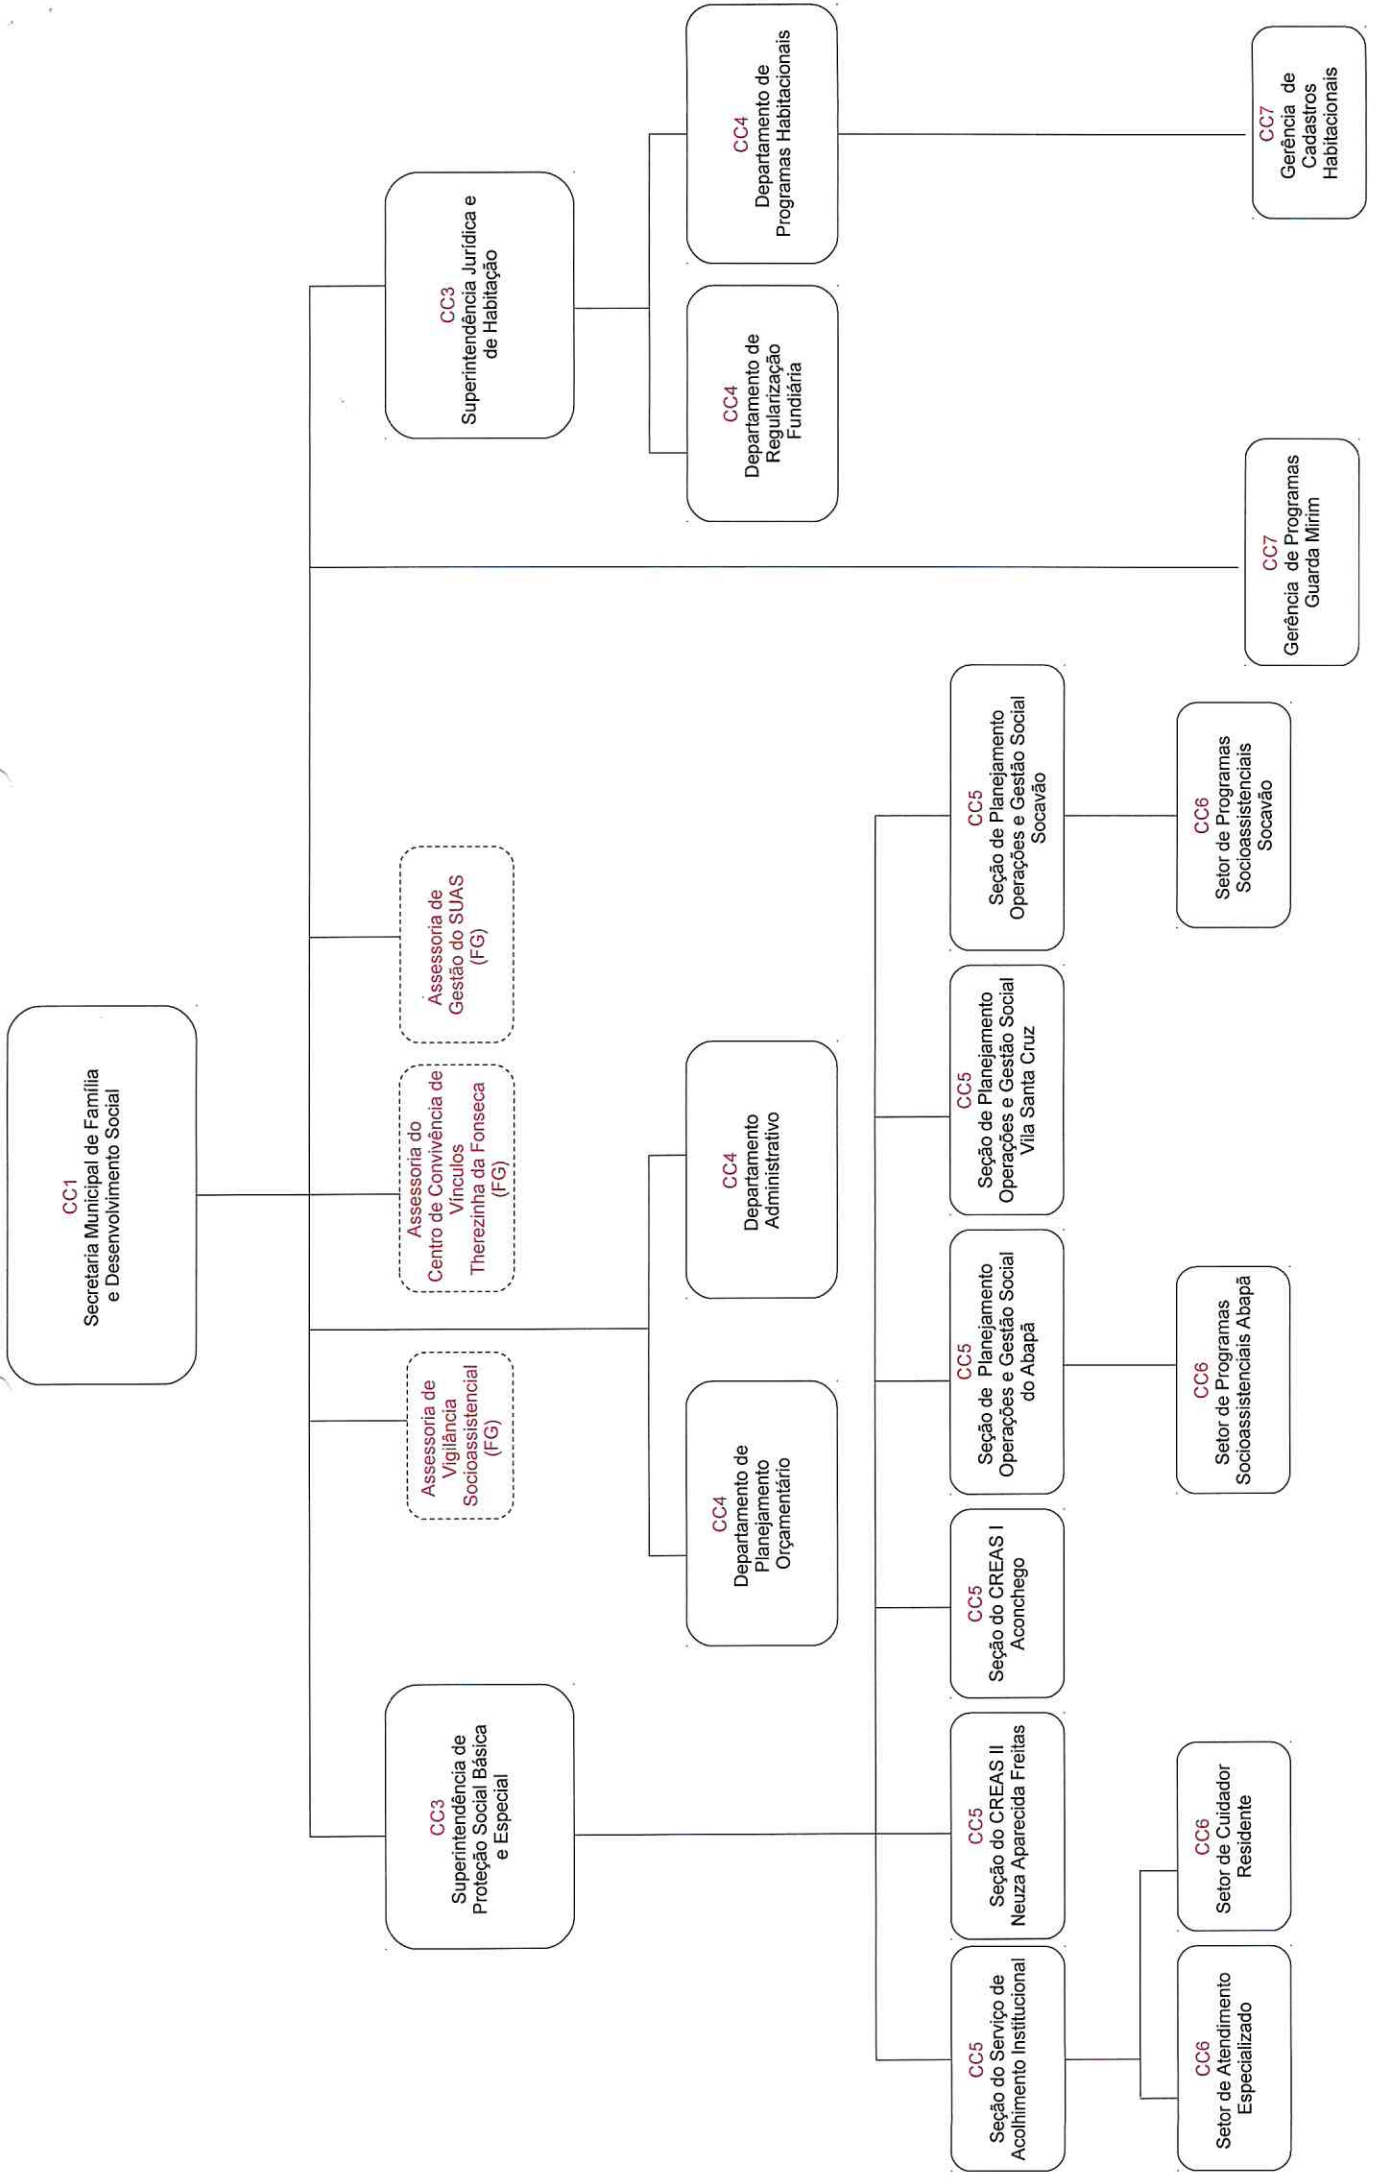 CC1
Secretaria Municipal de Família
e Desenvolvimento Social
Assessoria de
Vigilância
Socioassistencial
(FG)
Assessoria do
Centro de Convivência de
Vínculos
Therezinha da Fonseca
(FG)
Assessoria de
Gestão do SUAS
(FG)
CC3
Superintendência de
Proteção Social Básica
e Especial
CC3
Superintendência Jurídica e
de Habitação
CC4
Departamento de
Planejamento
Orçamentário
CC4
Departamento
Administrativo
CC4
Departamento de
Regularização
Fundiária
CC4
Departamento de
Programas Habitacionais
CC5
Seção do Serviço de
Acolhimento Institucional
CC5
Seção do CREAS II
Neuza Aparecida Freitas
CC5
Seção do CREAS I
Aconchego
CC5
Seção de Planejamento
Operações e Gestão Social
do Abapã
CC5
Seção de Planejamento
Operações e Gestão Social
Vila Santa Cruz
CC5
Seção de Planejamento
Operações e Gestão Social
Socavão
CC6
Setor de Atendimento
Especializado
CC6
Setor de Cuidador
Residente
CC6
Setor de Programas
Socioassistenciais Abapã
CC6
Setor de Programas
Socioassistenciais
Socavão
CC7
Gerência de Programas
Guarda Mirim
CC7
Gerência de
Cadastros
Habitacionais